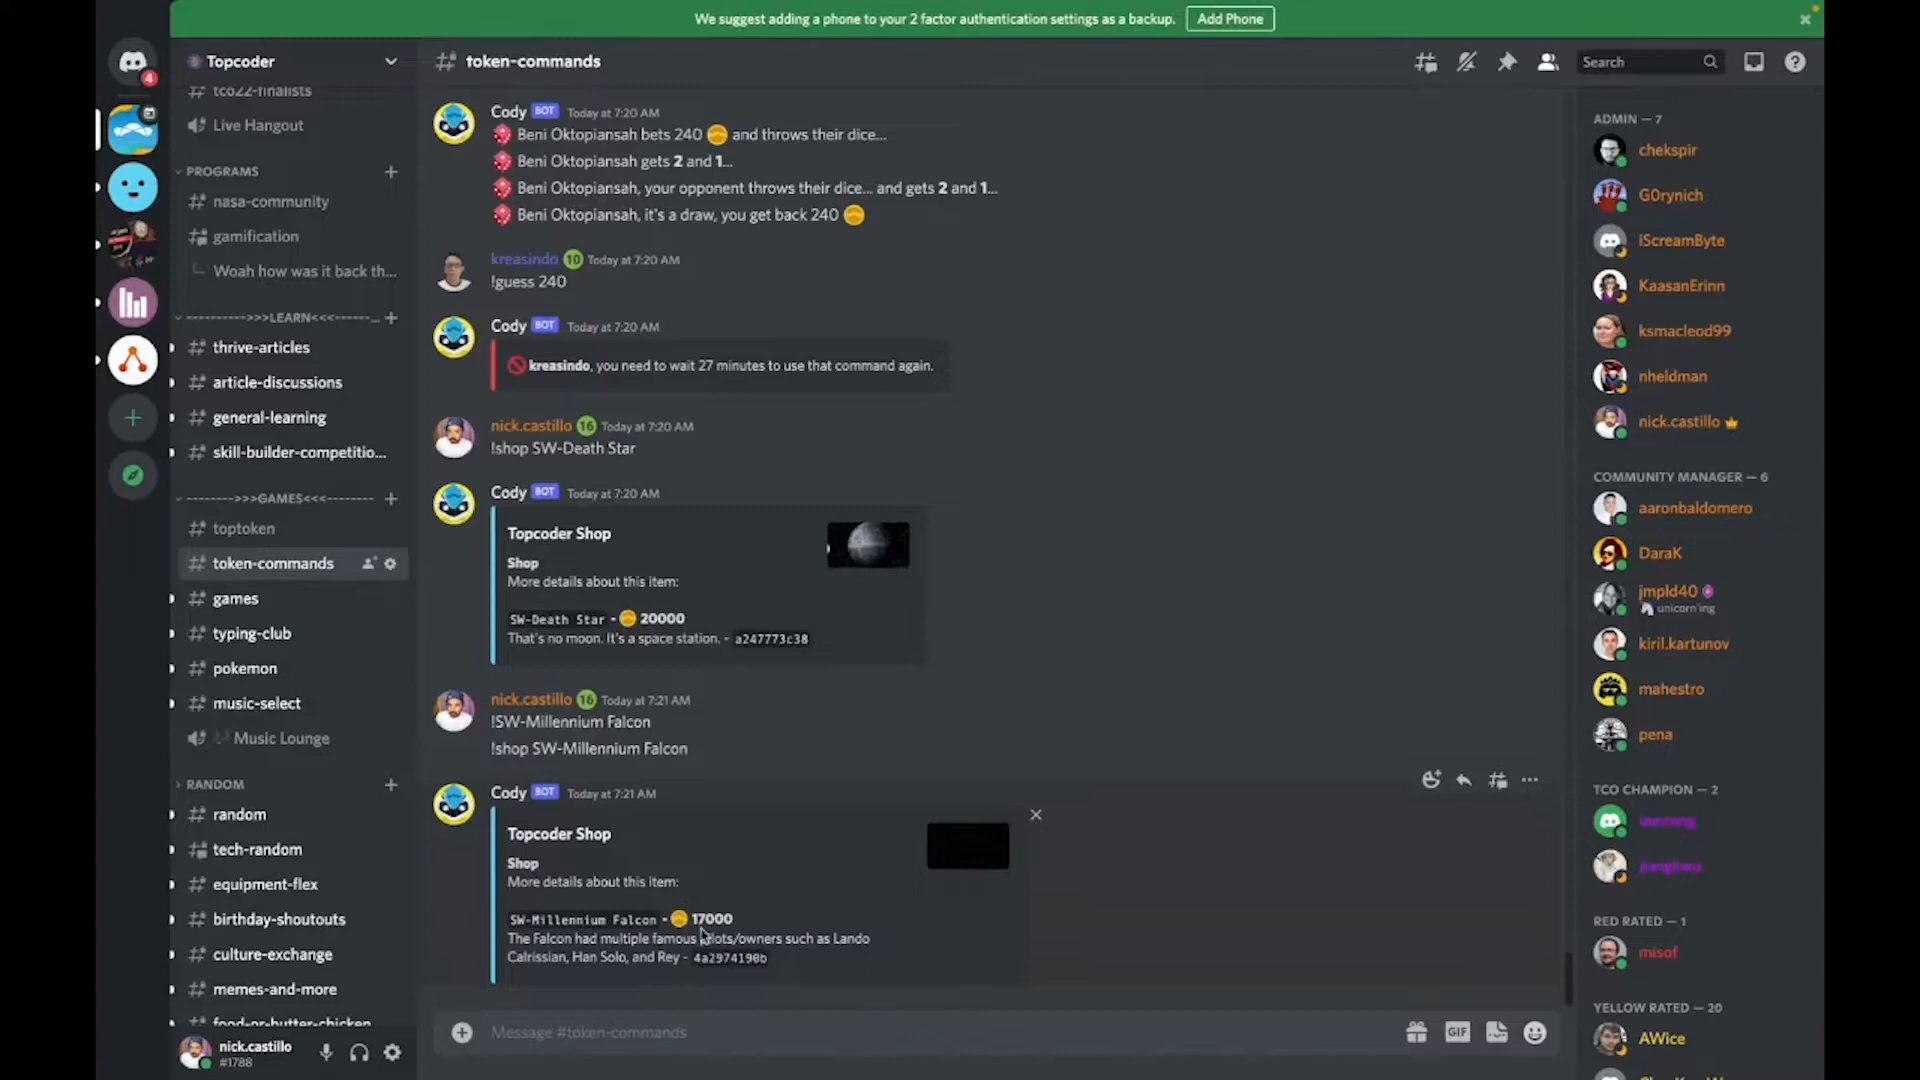 We suggest adding a phone to your 2 factor authentication settings as a backup. Add Phone
4
Topcoder
tco22-finalists
Live Hangout
PROGRAMS
nasa-community
gamification
Woah how was it back th...
---------->>>LEARN<<<------...
thrive-articles
article-discussions
general-learning
skill-builder-competitio...
------->>>GAMES<<<--------
toptoken
token-commands
games
typing-club
pokemon
music-select
Music Lounge
RANDOM
random
tech-random
equipment-flex
birthday-shoutouts
culture-exchange
memes-and-more
food-or-butter-chicken
nick.castillo
#1788
token-commands
Search
Cody BOT Today at 7:20 AM
Beni Oktopiansah bets 240 and throws their dice...
Beni Oktopiansah gets 2 and 1...
Beni Oktopiansah, your opponent throws their dice... and gets 2 and 1...
Beni Oktopiansah, it's a draw, you get back 240
kreasindo 10 Today at 7:20 AM
!guess 240
Cody BOT Today at 7:20 AM
kreasindo, you need to wait 27 minutes to use that command again.
nick.castillo 16 Today at 7:20 AM
!shop SW-Death Star
Cody BOT Today at 7:20 AM
Topcoder Shop
Shop
More details about this item:
SW-Death Star - 20000
That's no moon. It's a space station. - a247773c38
nick.castillo 16 Today at 7:21 AM
!SW-Millennium Falcon
!shop SW-Millennium Falcon
Cody BOT Today at 7:21 AM
Topcoder Shop
Shop
More details about this item:
SW-Millennium Falcon - 17000
The Falcon had multiple famous pilots/owners such as Lando
Calrissian, Han Solo, and Rey - 4a2974190b
Message #token-commands
GIF
ADMIN — 7
chekspir
G0rynich
iScreamByte
KaasanErinn
ksmacleod99
nheldman
nick.castillo
COMMUNITY MANAGER — 6
aaronbaldomero
DaraK
jmpld40
unicorn'ing
kiril.kartunov
mahestro
pena
TCO CHAMPION — 2
jiangliwu
RED RATED — 1
misof
YELLOW RATED — 20
AWice